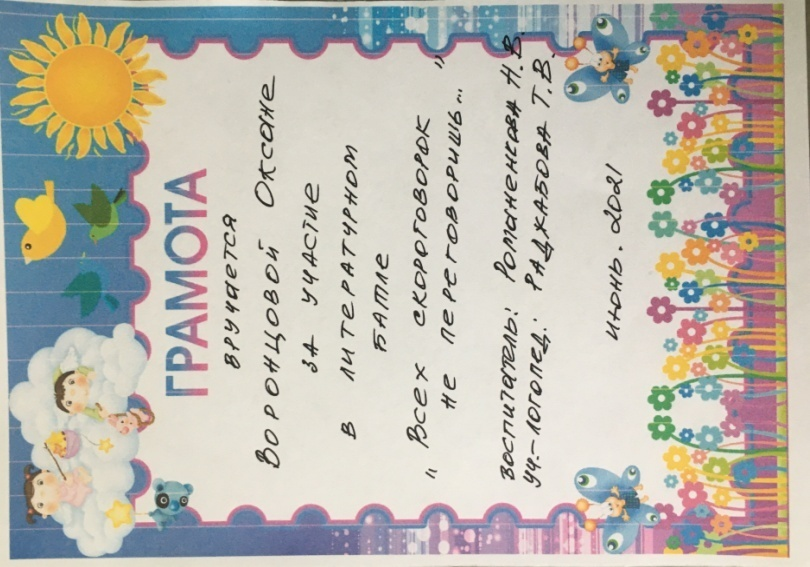 ГРАМОТА
вручается
Воронцовой Оксане
за участие
в литературном
батле
"Всех скороговорок
не переговоришь..."
воспитатель: Романенкова Н.В.
уч.-логопед: Раджабова Т.В.
июнь. 2021